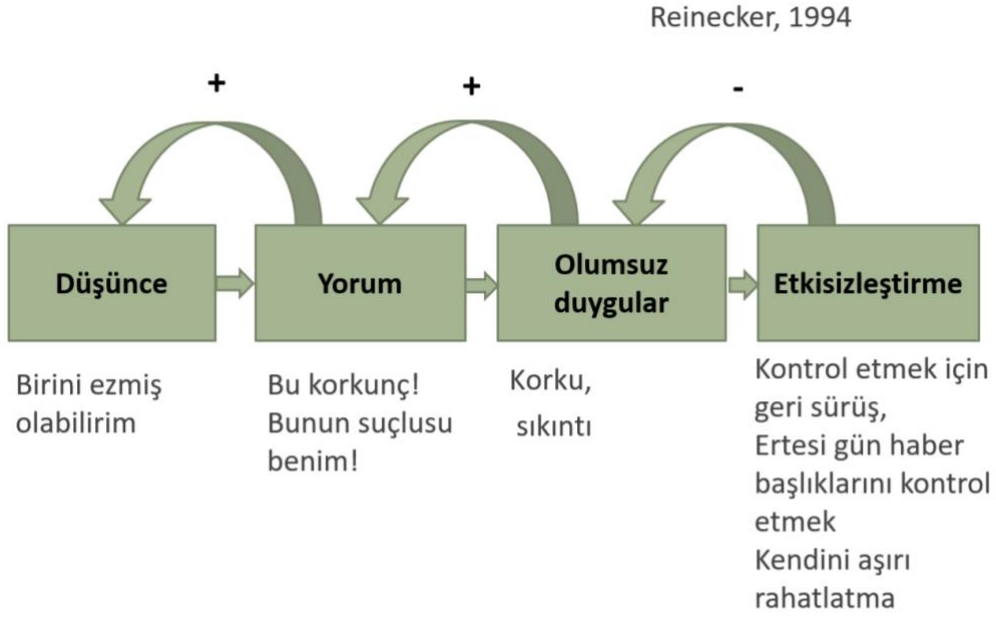 Reinecker, 1994
+
+
-
Düşünce
Yorum
Olumsuz
duygular
Etkisizleştirme
Birini ezmiş
olabilirim
Bu korkunç!
Bunun suçlusu
benim!
Korku,
sıkıntı
Kontrol etmek için
geri sürüş,
Ertesi gün haber
başlıklarını kontrol
etmek
Kendini aşırı
rahatlatma